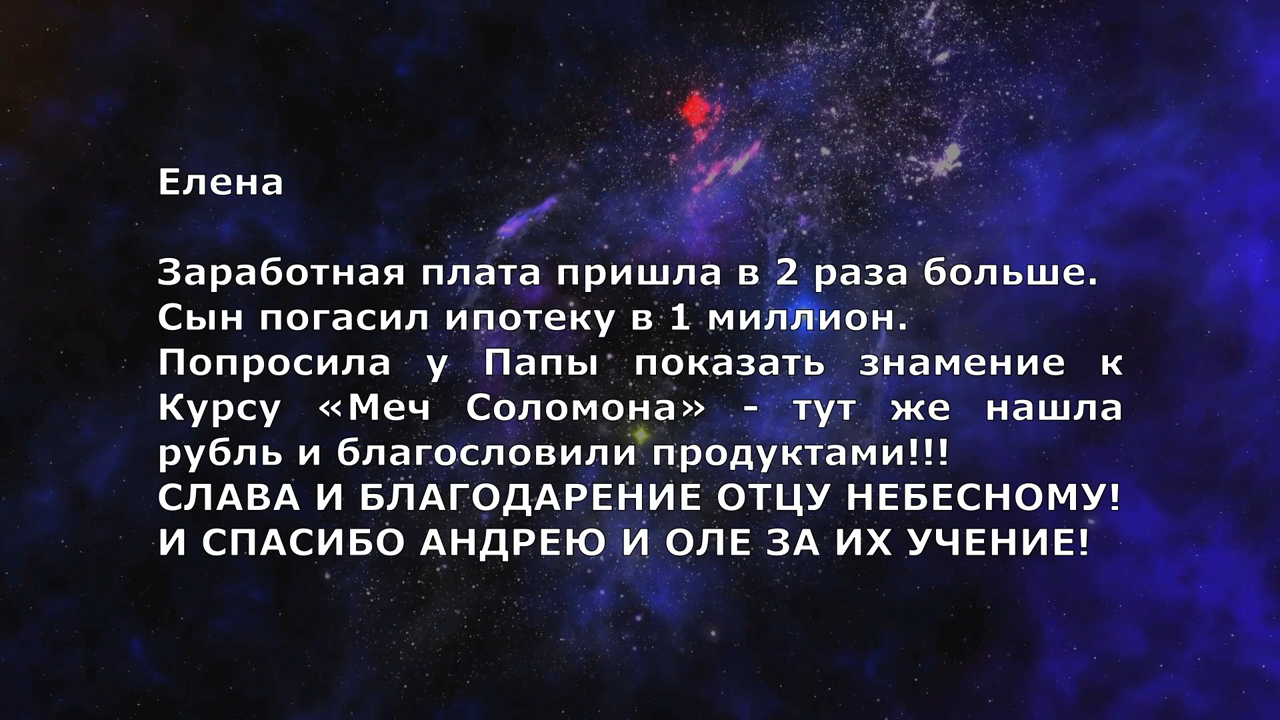 Елена
Заработная плата пришла в 2 раза больше.
Сын погасил ипотеку в 1 миллион.
Попросила у Папы показать знамение к
Курсу «Меч Соломона» - тут же нашла
рубль и благословили продуктами!!!
СЛАВА И БЛАГОДАРЕНИЕ ОТЦУ НЕБЕСНОМУ!
И СПАСИБО АНДРЕЮ И ОЛЕ ЗА ИХ УЧЕНИЕ!